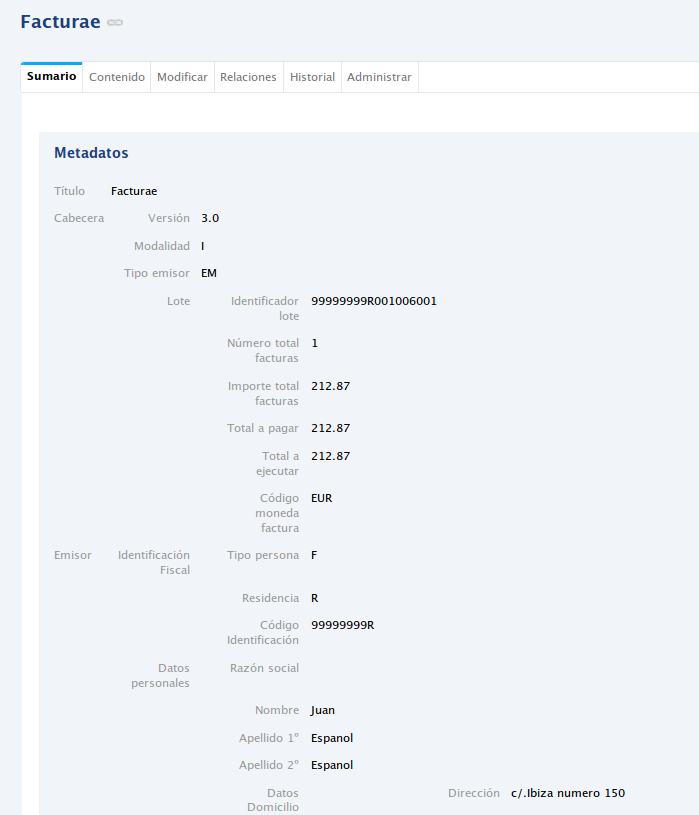 Facturae
Sumario Contenido Modificar Relaciones Historial Administrar
Metadatos
Título Facturae
Cabecera Versión 3.0
Modalidad I
Tipo emisor EM
Lote Identificador 99999999R001006001
lote
Número total 1
facturas
Importe total 212.87
facturas
Total a pagar 212.87
Total a 212.87
ejecutar
Código EUR
moneda
factura
Emisor Identificación Tipo persona F
Fiscal
Residencia R
Código 99999999R
Identificación
Datos Razón social
personales
Nombre Juan
Apellido 1º Espanol
Apellido 2º Espanol
Datos Dirección c/.Ibiza numero 150
Domicilio